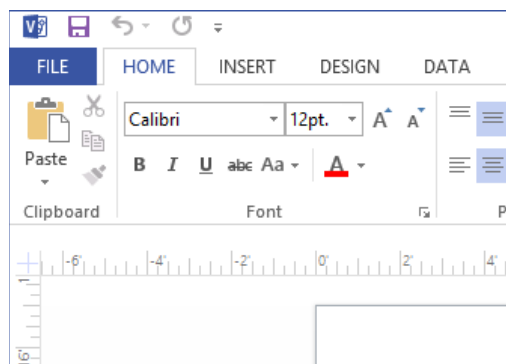 FILE HOME INSERT DESIGN DATA
Calibri 12pt. A A
Paste B I U abc Aa A
Clipboard Font
-6' -4' -2' 0' 2' 4'